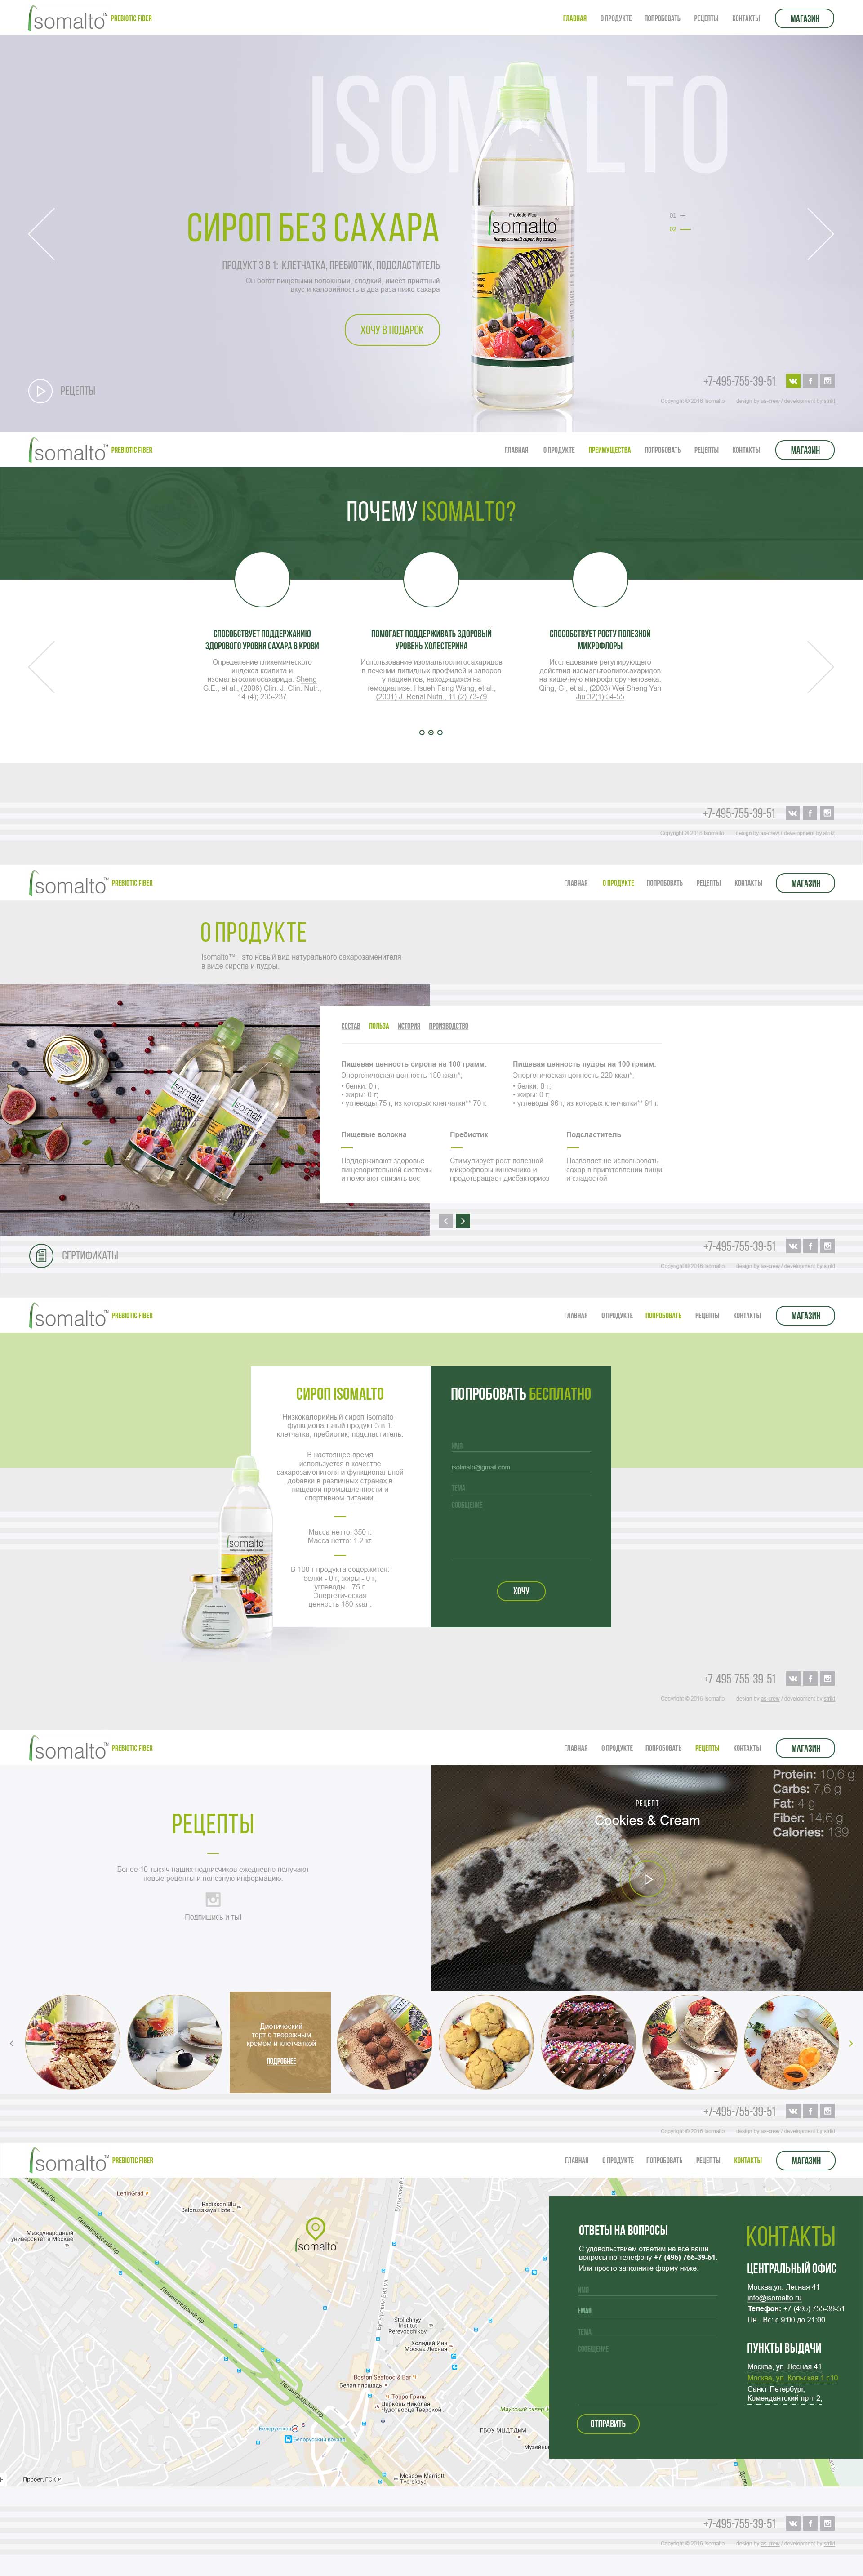 isomalto™ PREBIOTIC FIBER
ГЛАВНАЯ О ПРОДУКТЕ ПОПРОБОВАТЬ РЕЦЕПТЫ КОНТАКТЫ МАГАЗИН
ISOMALTO
СИРОП БЕЗ САХАРА
ПРОДУКТ 3 В 1: КЛЕТЧАТКА, ПРЕБИОТИК, ПОДСЛАСТИТЕЛЬ
Он богат пищевыми волокнами, сладкий, имеет приятный
вкус и калорийность в два раза ниже сахара
ХОЧУ В ПОДАРОК
Prebiotic Fiber
isomalto™
Натуральный сироп без сахара
01
02
РЕЦЕПТЫ
+7-495-755-39-51
Copyright © 2016 Isomalto design by ax-crew / development by
isomalto™ PREBIOTIC FIBER
ГЛАВНАЯ О ПРОДУКТЕ ПРЕИМУЩЕСТВА ПОПРОБОВАТЬ РЕЦЕПТЫ КОНТАКТЫ МАГАЗИН
ПОЧЕМУ ISOMALTO?
СПОСОБСТВУЕТ ПОДДЕРЖАНИЮ
ЗДОРОВОГО УРОВНЯ САХАРА В КРОВИ
Определение гликемического
индекса ксилита и
изомальтоолигосахарида. Sheng
G.E., et al., (2006) Clin. J. Clin. Nutr.,
14 (4); 235-237
ПОМОГАЕТ ПОДДЕРЖИВАТЬ ЗДОРОВЫЙ
УРОВЕНЬ ХОЛЕСТЕРИНА
Использование изомальтоолигосахаридов
в лечении липидных профилей и запоров
у пациентов, находящихся на
гемодиализе. Hsueh-Fang Wang, et al.,
(2001) J. Renal Nutri., 11 (2) 73-79
СПОСОБСТВУЕТ РОСТУ ПОЛЕЗНОЙ
МИКРОФЛОРЫ
Исследование регулирующего
действия изомальтоолигосахаридов
на кишечную микрофлору человека.
Qing, G., et al., (2003) Wei Sheng Yan
Jiu 32(1):54-55
+7-495-755-39-51
Copyright © 2016 Isomalto design by ax-crew / development by
isomalto™ PREBIOTIC FIBER
ГЛАВНАЯ О ПРОДУКТЕ ПОПРОБОВАТЬ РЕЦЕПТЫ КОНТАКТЫ МАГАЗИН
О ПРОДУКТЕ
Isomalto™ - это новый вид натурального сахарозаменителя
в виде сиропа и пудры.
СОСТАВ ПОЛЬЗА ИСТОРИЯ ПРОИЗВОДСТВО
Пищевая ценность сиропа на 100 грамм:
Энергетическая ценность 180 ккал*;
• белки: 0 г;
• жиры: 0 г;
• углеводы 75 г, из которых клетчатки** 70 г.
Пищевая ценность пудры на 100 грамм:
Энергетическая ценность 220 ккал*;
• белки: 0 г;
• жиры: 0 г;
• углеводы 96 г, из которых клетчатки** 91 г.
Пищевые волокна
Поддерживают здоровье
пищеварительной системы
и помогают снизить вес
Пребиотик
Стимулирует рост полезной
микрофлоры кишечника и
предотвращает дисбактериоз
Подсластитель
Позволяет не использовать
сахар в приготовлении пищи
и сладостей
СЕРТИФИКАТЫ
+7-495-755-39-51
Copyright © 2016 Isomalto design by ax-crew / development by
isomalto™ PREBIOTIC FIBER
ГЛАВНАЯ О ПРОДУКТЕ ПОПРОБОВАТЬ РЕЦЕПТЫ КОНТАКТЫ МАГАЗИН
СИРОП ISOMALTO
Низкокалорийный сироп Isomalto -
функциональный продукт 3 в 1:
клетчатка, пребиотик, подсластитель.
В настоящее время
используется в качестве
сахарозаменителя и функциональной
добавки в различных странах в
пищевой промышленности и
спортивном питании.
Масса нетто: 350 г.
Масса нетто: 1.2 кг.
В 100 г продукта содержится:
белки - 0 г; жиры - 0 г;
углеводы - 75 г.
Энергетическая
ценность 180 ккал.
isomalto™
ПОПРОБОВАТЬ БЕСПЛАТНО
ИМЯ
isolmalto@gmail.com
ТЕМА
СООБЩЕНИЕ
ХОЧУ
+7-495-755-39-51
Copyright © 2016 Isomalto design by ax-crew / development by
isomalto™ PREBIOTIC FIBER
ГЛАВНАЯ О ПРОДУКТЕ ПОПРОБОВАТЬ РЕЦЕПТЫ КОНТАКТЫ МАГАЗИН
РЕЦЕПТЫ
Более 10 тысяч наших подписчиков ежедневно получают
новые рецепты и полезную информацию.
Подпишись и ты!
РЕЦЕПТ
Cookies & Cream
Protein: 10,6 g
Carbs: 7,6 g
Fat: 4 g
Fiber: 14,6 g
Calories: 139
Диетический
торт с творожным
кремом и клетчаткой
ПОДРОБНЕЕ
+7-495-755-39-51
Copyright © 2016 Isomalto design by ax-crew / development by
isomalto™ PREBIOTIC FIBER
ГЛАВНАЯ О ПРОДУКТЕ ПОПРОБОВАТЬ РЕЦЕПТЫ КОНТАКТЫ МАГАЗИН
LeninGrad
Radisson Blu
Belorusskaya Hotel...
Международный
университет в Москве
Ленинградский пр.
Ленинградский пр.
Ленинградский пр.
Бутырский Вал ул.
isomalto™
Stolichnyy
Institut
Perevodchikov
Холидей Инн
Москва Лесная
Boston Seafood & Bar
Белая площадь
Торро Гриль
Церковь Николая
Чудотворца Тверской...
Белорусская
Белорусский вокзал
Миусский сквер
ГБОУ МЦДТДиМ
Пробег, ГСК
Moscow Marriott
Tverskaya
ОТВЕТЫ НА ВОПРОСЫ
С удовольствием ответим на все ваши
вопросы по телефону +7 (495) 755-39-51.
Или просто заполните форму ниже:
ИМЯ
EMAIL
ТЕМА
СООБЩЕНИЕ
ОТПРАВИТЬ
КОНТАКТЫ
ЦЕНТРАЛЬНЫЙ ОФИС
Москва,ул. Лесная 41
info@isomalto.ru
Телефон: +7 (495) 755-39-51
Пн - Вс: с 9:00 до 21:00
ПУНКТЫ ВЫДАЧИ
Москва, ул. Лесная 41
Москва, ул. Кольская 1 с10
Санкт-Петербург,
Комендантский пр-т 2,
+7-495-755-39-51
Copyright © 2016 Isomalto design by ax-crew / development by